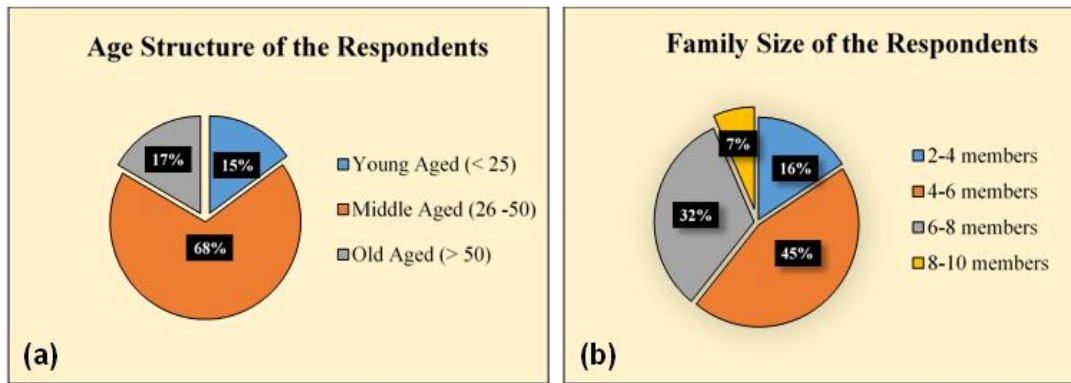 Age Structure of the Respondents
17%
15%
68%
Young Aged (< 25)
Middle Aged (26 -50)
Old Aged (> 50)
(a)
Family Size of the Respondents
7%
16%
32%
45%
2-4 members
4-6 members
6-8 members
8-10 members
(b)